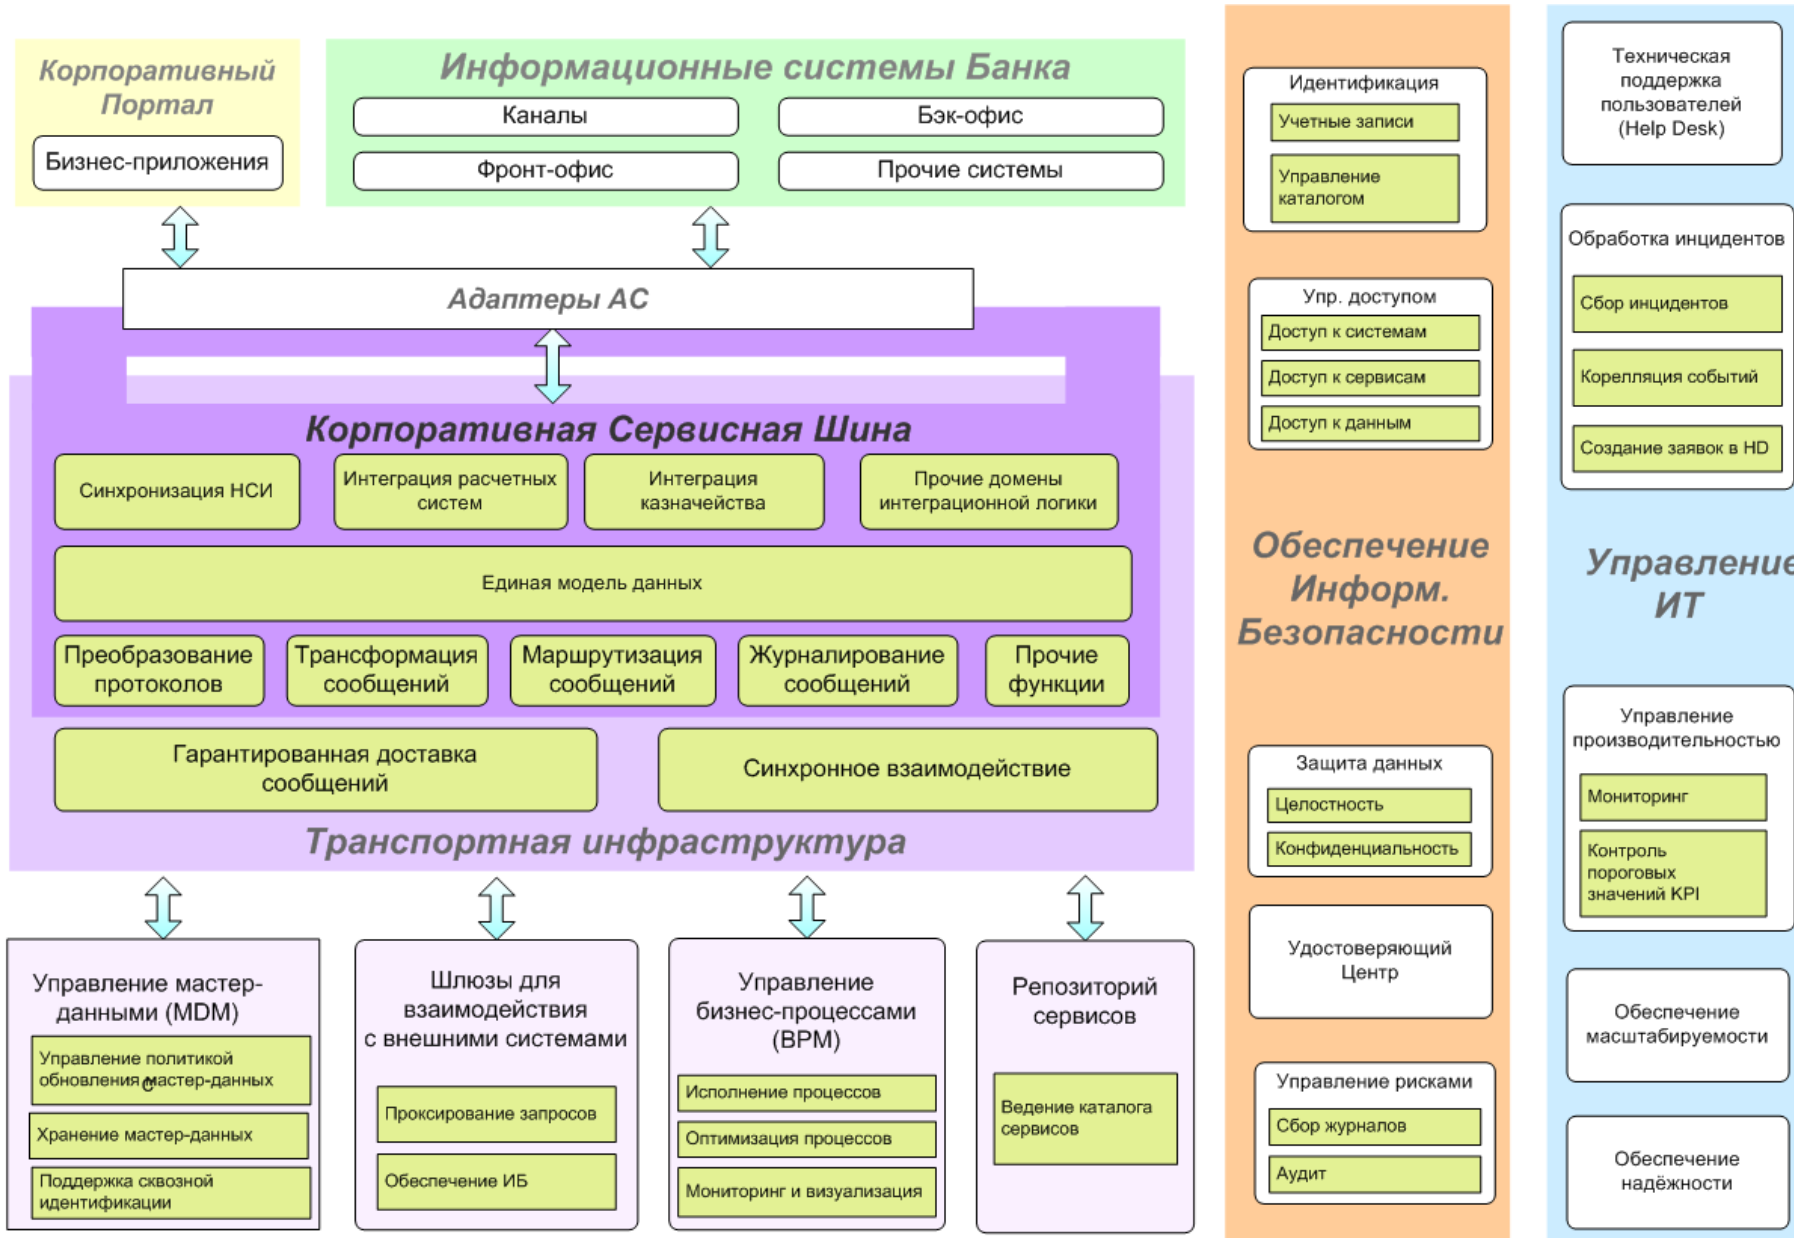 Корпоративный
Портал
Бизнес-приложения
Информационные системы Банка
Каналы
Бэк-офис
Фронт-офис
Прочие системы
Адаптеры АС
Корпоративная Сервисная Шина
Синхронизация НСИ
Интеграция расчетных
систем
Интеграция
казначейства
Прочие домены
интеграционной логики
Единая модель данных
Преобразование
протоколов
Трансформация
сообщений
Маршрутизация
сообщений
Журналирование
сообщений
Прочие
функции
Гарантированная доставка
сообщений
Синхронное взаимодействие
Транспортная инфраструктура
Управление мастер-
данными (MDM)
Управление политикой
обновления мастер-данных
с
Хранение мастер-данных
Поддержка сквозной
идентификации
Шлюзы для
взаимодействия
с внешними системами
Проксирование запросов
Обеспечение ИБ
Управление
бизнес-процессами
(BPM)
Исполнение процессов
Оптимизация процессов
Мониторинг и визуализация
Репозиторий
сервисов
Ведение каталога
сервисов
Идентификация
Учетные записи
Управление
каталогом
Упр. доступом
Доступ к системам
Доступ к сервисам
Доступ к данным
Обеспечение
Информ.
Безопасности
Защита данных
Целостность
Конфиденциальность
Удостоверяющий
Центр
Управление рисками
Сбор журналов
Аудит
Техническая
поддержка
пользователей
(Help Desk)
Обработка инцидентов
Сбор инцидентов
Корелляция событий
Создание заявок в HD
Управление
ИТ
Управление
производительностью
Мониторинг
Контроль
пороговых
значений KPI
Обеспечение
масштабируемости
Обеспечение
надёжности